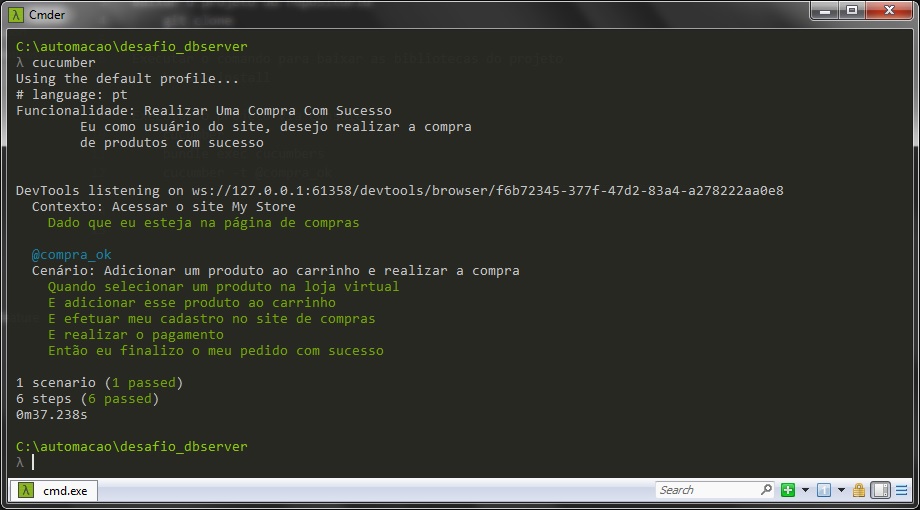 Cmder
C:\automacao\desafio_dbserver
λ cucumber
Using the default profile...
# language: pt
Funcionalidade: Realizar Uma Compra Com Sucesso
Eu como usuário do site, desejo realizar a compra
de produtos com sucesso
DevTools listening on ws://127.0.0.1:61358/devtools/browser/f6b72345-377f-47d2-83a4-a278222aa0e8
Contexto: Acessar o site My Store
Dado que eu esteja na página de compras
@compra_ok
Cenário: Adicionar um produto ao carrinho e realizar a compra
Quando selecionar um produto na loja virtual
E adicionar esse produto ao carrinho
E efetuar meu cadastro no site de compras
E realizar o pagamento
Então eu finalizo o meu pedido com sucesso
1 scenario (1 passed)
6 steps (6 passed)
0m37.238s
C:\automacao\desafio_dbserver
λ
cmd.exe
Search